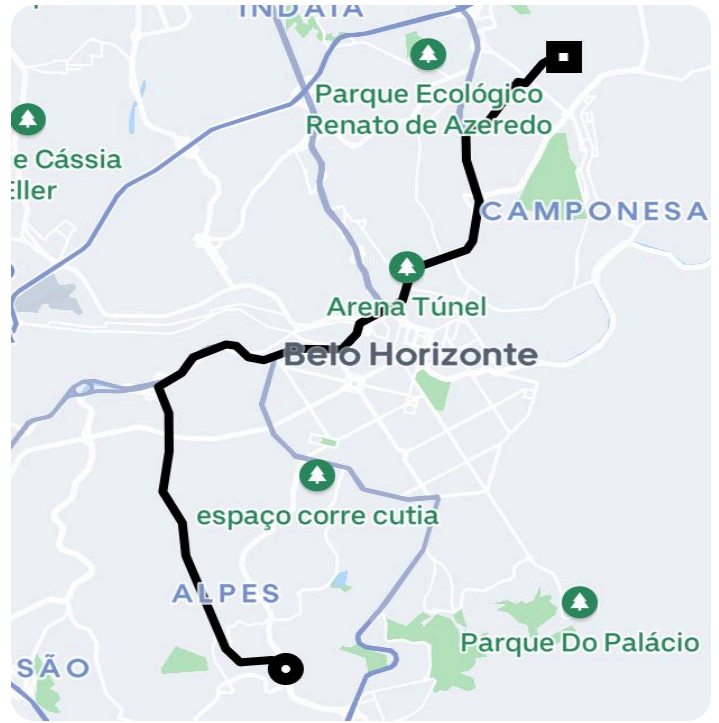 INDAIÁ
Parque Ecológico
Renato de Azeredo
e Cássia
Eller
CAMPONESA
Arena Túnel
Belo Horizonte
espaço corre cutia
ALPES
Parque Do Palácio
SÃO